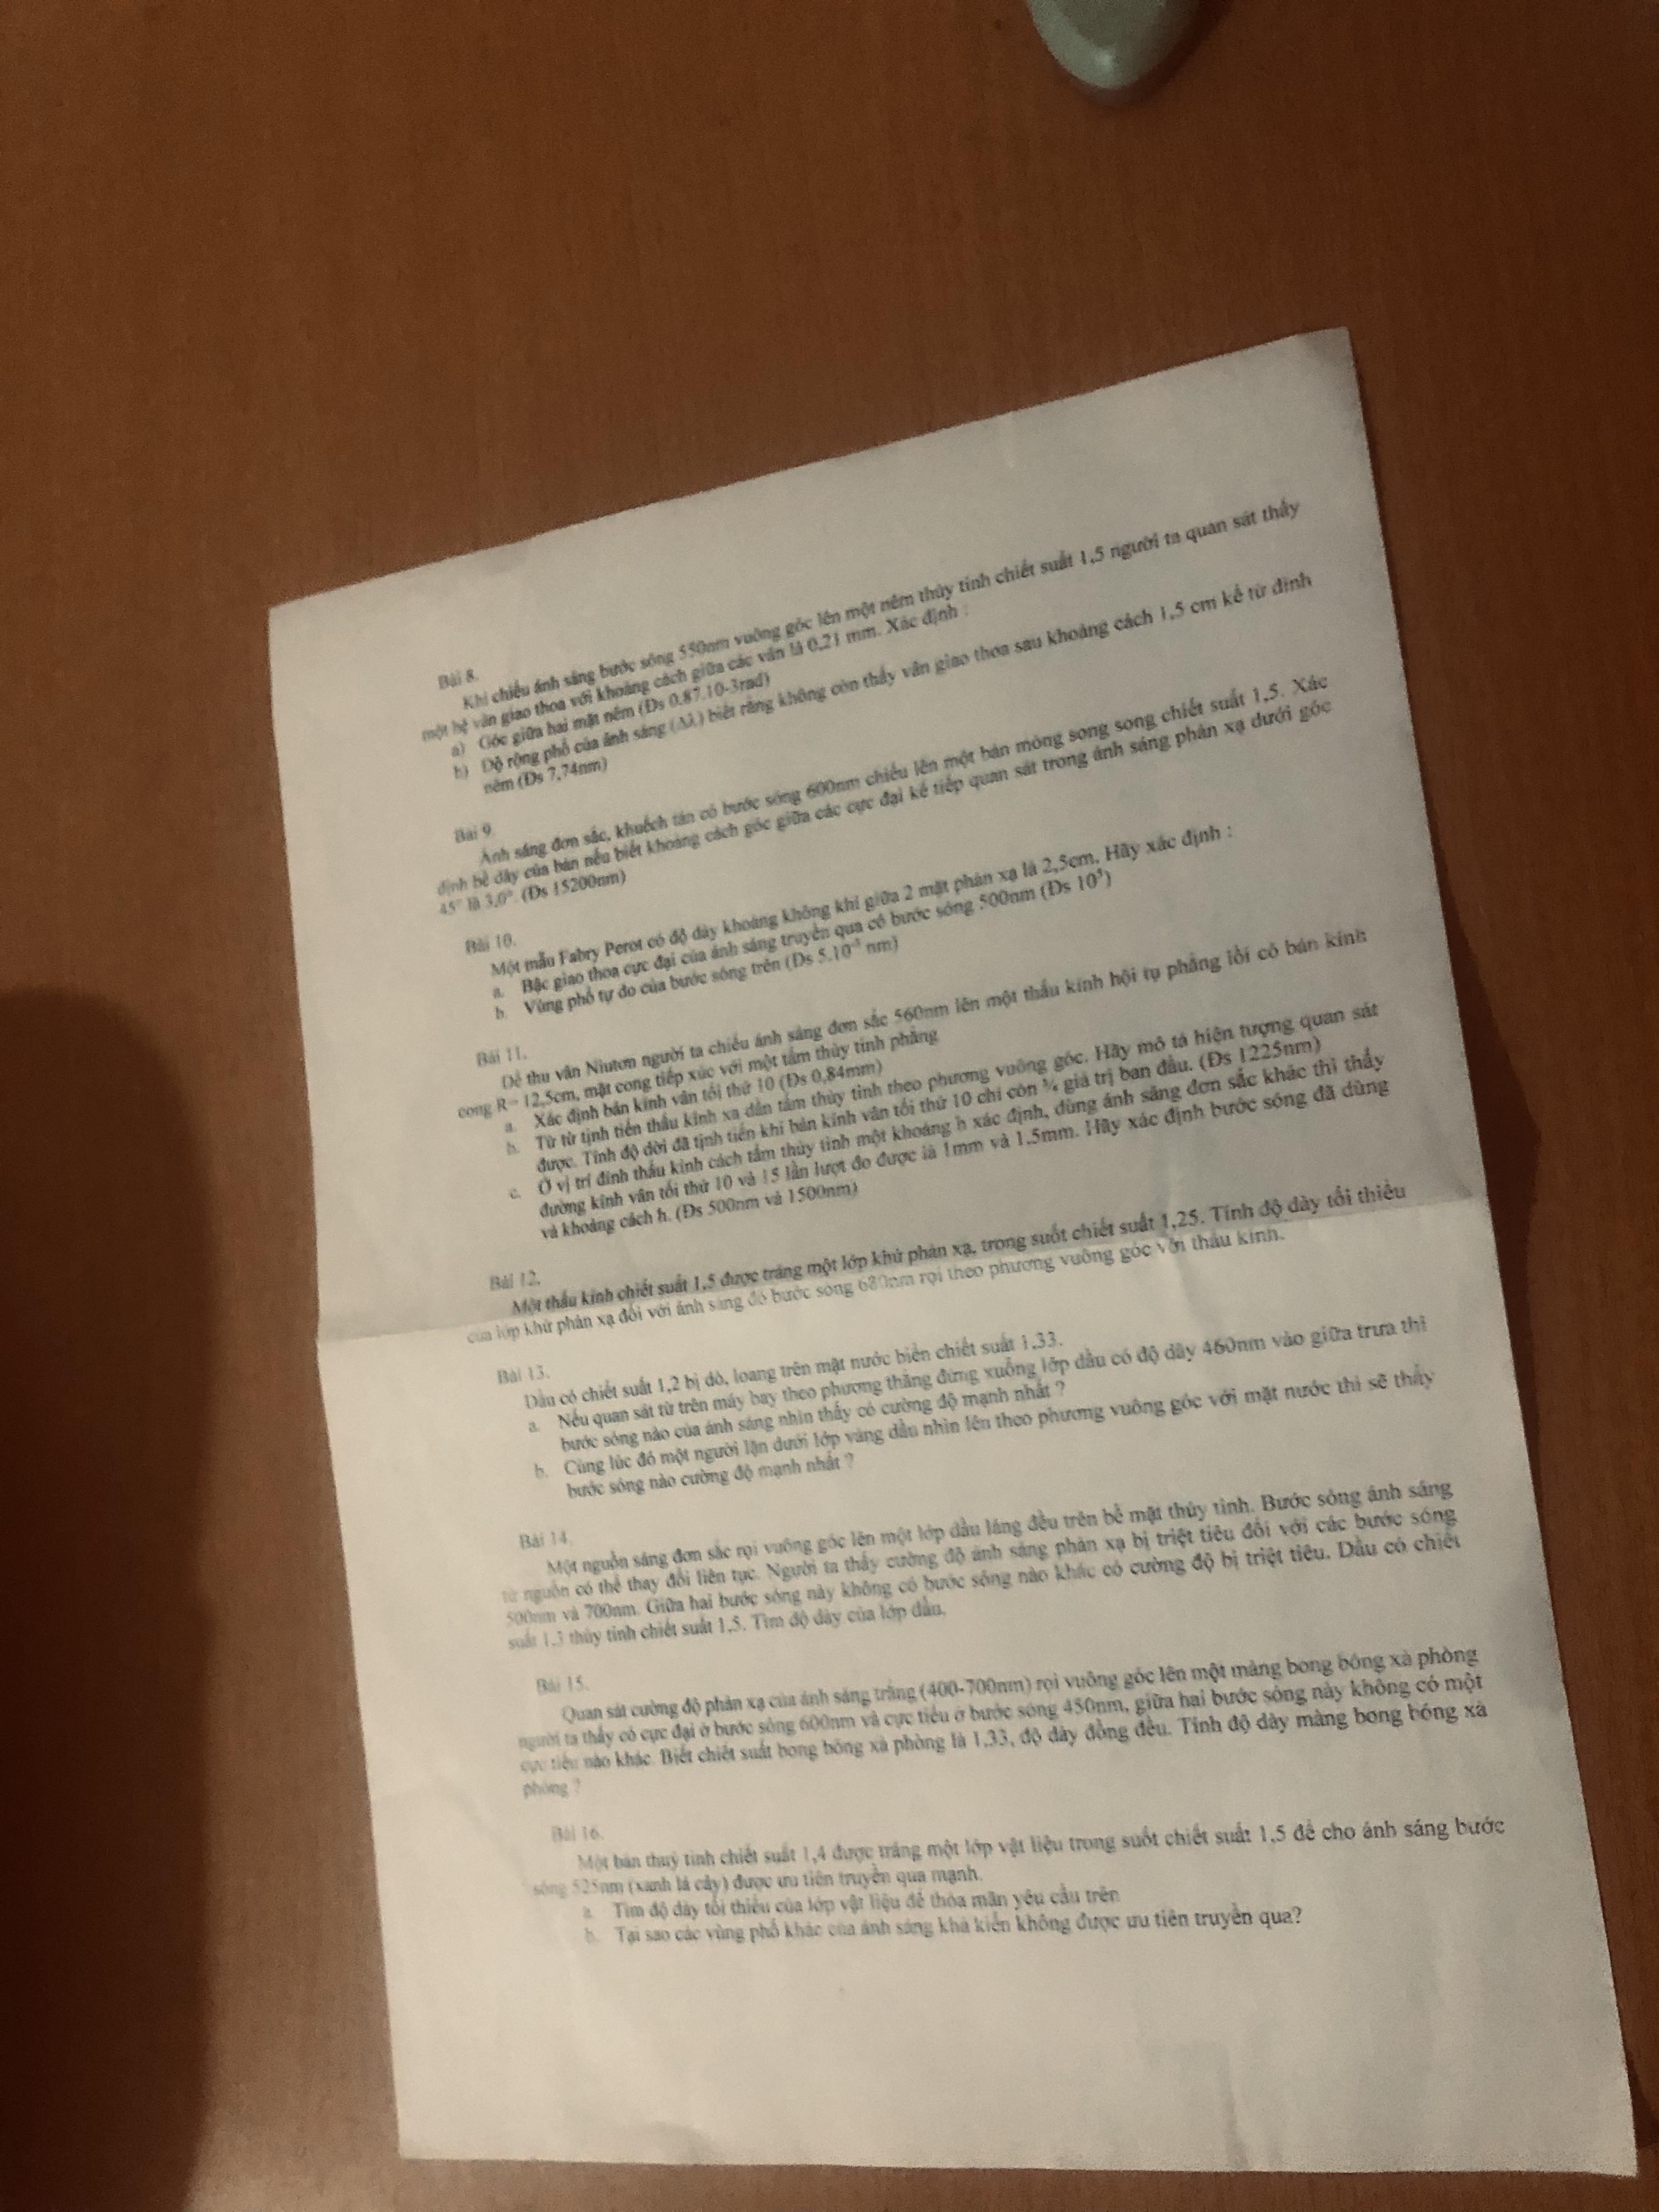 Bài 8.
Khi chiếu ánh sáng bước sóng 550nm vuông góc lên một nêm thủy tinh chiết suất 1,5 người ta quan sát thấy
một hệ vân giao thoa với khoảng cách giữa các vân là 0,21 mm. Xác định :
a) Góc giữa hai mặt nêm (Đs 0,87.10-3rad)
b) Độ rộng phổ của ánh sáng (Δλ) biết rằng không còn thấy vân giao thoa sau khoảng cách 1,5 cm kể từ đỉnh
nêm (Đs 7,74nm)
Bài 9
Ánh sáng đơn sắc, khuếch tán có bước sóng 600nm chiếu lên một bản mỏng song song chiết suất 1,5. Xác
định bề dày của bản nếu biết khoảng cách góc giữa các cực đại kế tiếp quan sát trong ánh sáng phản xạ dưới góc
45° là 3,0°. (Đs 15200nm)
Bài 10.
Một mẫu Fabry Perot có độ dày khoảng không khí giữa 2 mặt phản xạ là 2,5cm. Hãy xác định :
a. Bậc giao thoa cực đại của ánh sáng truyền qua có bước sóng 500nm (Đs 10⁵)
b. Vùng phổ tự do của bước sóng trên (Đs 5.10⁻³ nm)
Bài 11.
Để thu vân Niutơn người ta chiếu ánh sáng đơn sắc 560nm lên một thấu kính hội tụ phẳng lồi có bán kính
cong R= 12,5cm, mặt cong tiếp xúc với một tấm thủy tinh phẳng
a. Xác định bán kính vân tối thứ 10 (Đs 0,84mm)
b. Từ từ tịnh tiến thấu kính xa dần tấm thủy tinh theo phương vuông góc. Hãy mô tả hiện tượng quan sát
được. Tính độ dời đã tịnh tiến khi bán kính vân tối thứ 10 chỉ còn ¾ giá trị ban đầu. (Đs 1225nm)
c. Ở vị trí đỉnh thấu kính cách tấm thủy tinh một khoảng h xác định, dùng ánh sáng đơn sắc khác thì thấy
đường kính vân tối thứ 10 và 15 lần lượt đo được là 1mm và 1.5mm. Hãy xác định bước sóng đã dùng
và khoảng cách h. (Đs 500nm và 1500nm)
Bài 12.
Một thấu kính chiết suất 1,5 được tráng một lớp khử phản xạ, trong suốt chiết suất 1,25. Tính độ dày tối thiểu
của lớp khử phản xạ đối với ánh sáng đỏ bước sóng 680nm rọi theo phương vuông góc với thấu kính.
Bài 13.
Dầu có chiết suất 1,2 bị dò, loang trên mặt nước biển chiết suất 1,33.
a. Nếu quan sát từ trên máy bay theo phương thẳng đứng xuống lớp dầu có độ dày 460nm vào giữa trưa thì
bước sóng nào của ánh sáng nhìn thấy có cường độ mạnh nhất ?
b. Cùng lúc đó một người lặn dưới lớp váng dầu nhìn lên theo phương vuông góc với mặt nước thì sẽ thấy
bước sóng nào cường độ mạnh nhất ?
Bài 14.
Một nguồn sáng đơn sắc rọi vuông góc lên một lớp dầu láng đều trên bề mặt thủy tinh. Bước sóng ánh sáng
từ nguồn có thể thay đổi liên tục. Người ta thấy cường độ ánh sáng phản xạ bị triệt tiêu đối với các bước sóng
500nm và 700nm. Giữa hai bước sóng này không có bước sóng nào khác có cường độ bị triệt tiêu. Dầu có chiết
suất 1,3 thủy tinh chiết suất 1,5. Tìm độ dày của lớp dầu.
Bài 15.
Quan sát cường độ phản xạ của ánh sáng trắng (400-700nm) rọi vuông góc lên một màng bong bóng xà phòng
người ta thấy có cực đại ở bước sóng 600nm và cực tiểu ở bước sóng 450nm, giữa hai bước sóng này không có một
cực tiểu nào khác. Biết chiết suất bong bóng xà phòng là 1,33, độ dày đồng đều. Tính độ dày màng bong bóng xà
phòng ?
Bài 16.
Một bản thuỷ tinh chiết suất 1,4 được tráng một lớp vật liệu trong suốt chiết suất 1,5 để cho ánh sáng bước
sóng 525nm (xanh lá cây) được ưu tiên truyền qua mạnh.
a. Tìm độ dày tối thiểu của lớp vật liệu để thỏa mãn yêu cầu trên
b. Tại sao các vùng phổ khác của ánh sáng khả kiến không được ưu tiên truyền qua?